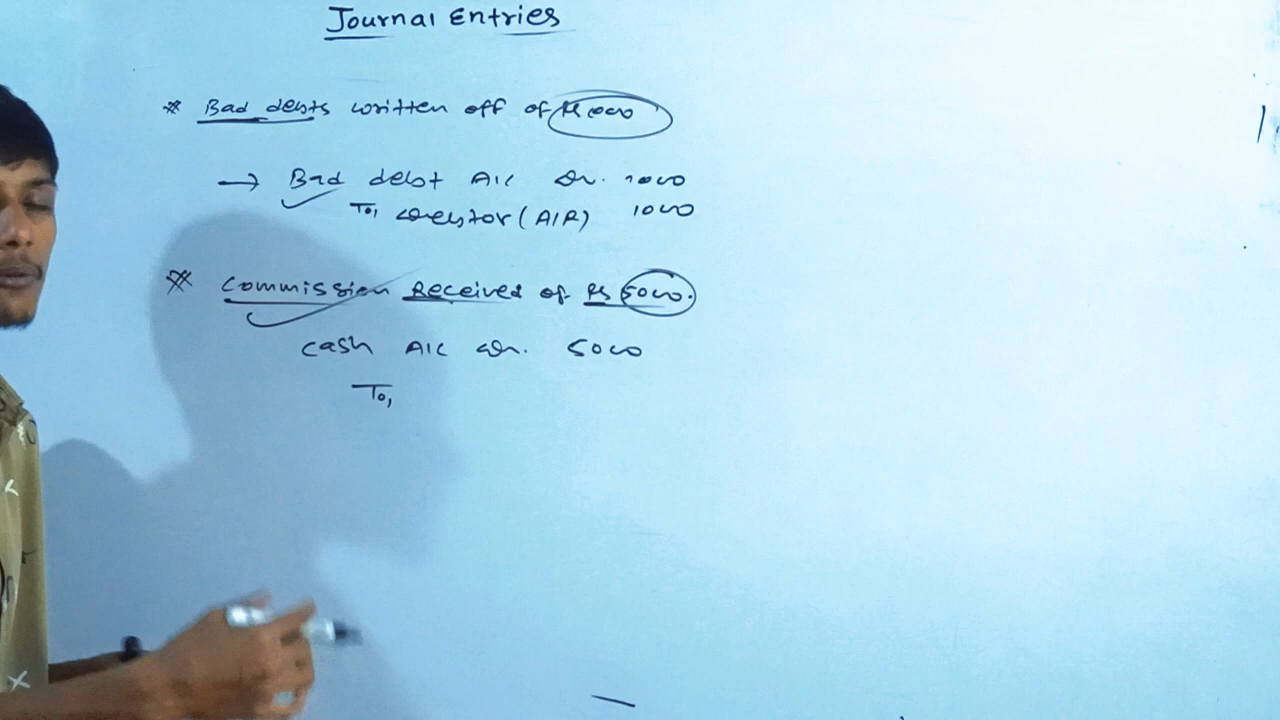 Journal Entries
* Bad debts written off of Rs 1000
→ Bad debt A/c Dr. 1000
To, (A/R) 1000
* Commission Received of Rs 5000.
Cash A/c Dr. 5000
To,